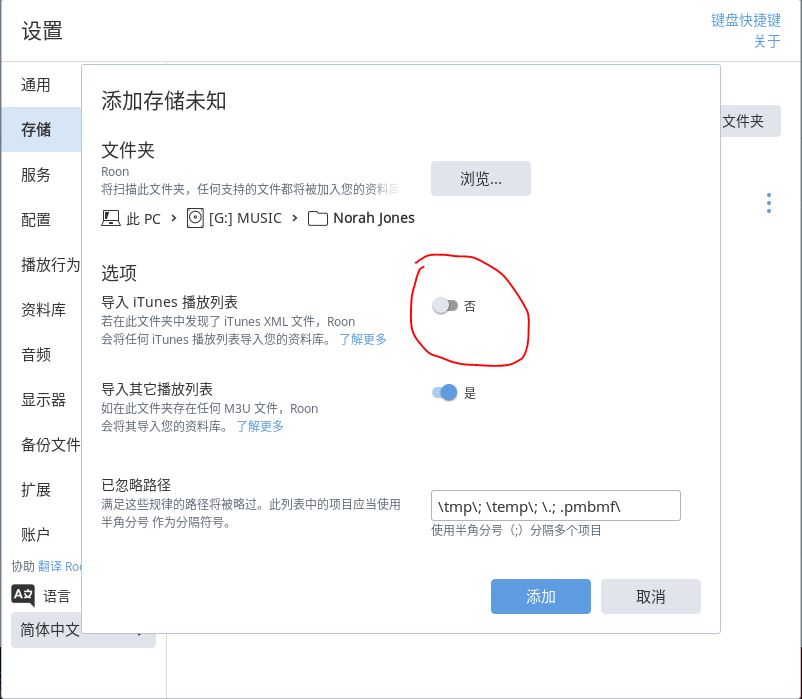 设置
键盘快捷键
关于
通用
存储
服务
配置
播放行为
资料库
音频
显示器
备份文件
扩展
账户
协助 翻译 Roo
语言
简体中文
文件夹
添加存储未知
文件夹
Roon
将扫描此文件夹，任何支持的文件都将被加入您的资料库
浏览...
此 PC › [G:] MUSIC › Norah Jones
选项
导入 iTunes 播放列表
若在此文件夹中发现了 iTunes XML 文件，Roon
会将任何 iTunes 播放列表导入您的资料库。 了解更多
否
导入其它播放列表
如在此文件夹存在任何 M3U 文件，Roon
会将其导入您的资料库。 了解更多
是
已忽略路径
满足这些规律的路径将被略过。此列表中的项目应当使用
半角分号 作为分隔符号。
\tmp\; \temp\; \.; .pmbmf\
使用半角分号（;）分隔多个项目
添加
取消